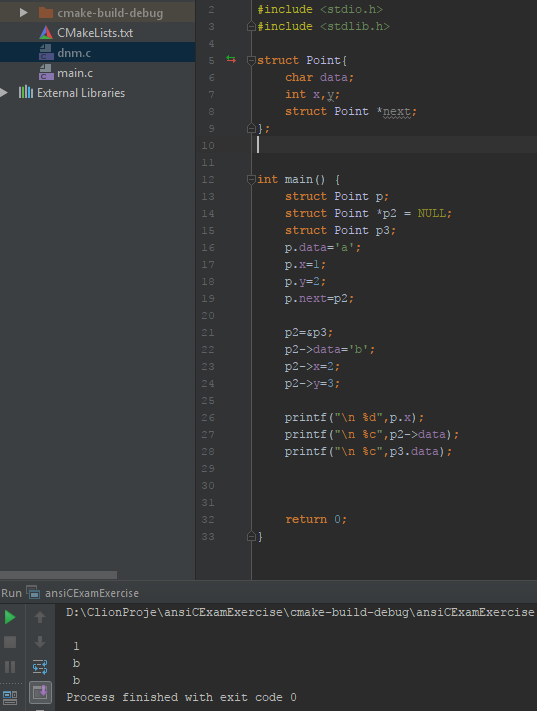 cmake-build-debug
CMakeLists.txt
dnm.c
main.c
External Libraries
2 #include <stdio.h>
3 #include <stdlib.h>
4
5 struct Point{
6 char data;
7 int x,y;
8 struct Point *next;
9 };
10
11
12 int main() {
13 struct Point p;
14 struct Point *p2 = NULL;
15 struct Point p3;
16 p.data='a';
17 p.x=1;
18 p.y=2;
19 p.next=p2;
20
21 p2=&p3;
22 p2->data='b';
23 p2->x=2;
24 p2->y=3;
25
26 printf("\n %d",p.x);
27 printf("\n %c",p2->data);
28 printf("\n %c",p3.data);
29
30
31
32 return 0;
33 }
Run ansiCExamExercise
D:\ClionProje\ansiCExamExercise\cmake-build-debug\ansiCExamExercise
1
b
b
Process finished with exit code 0